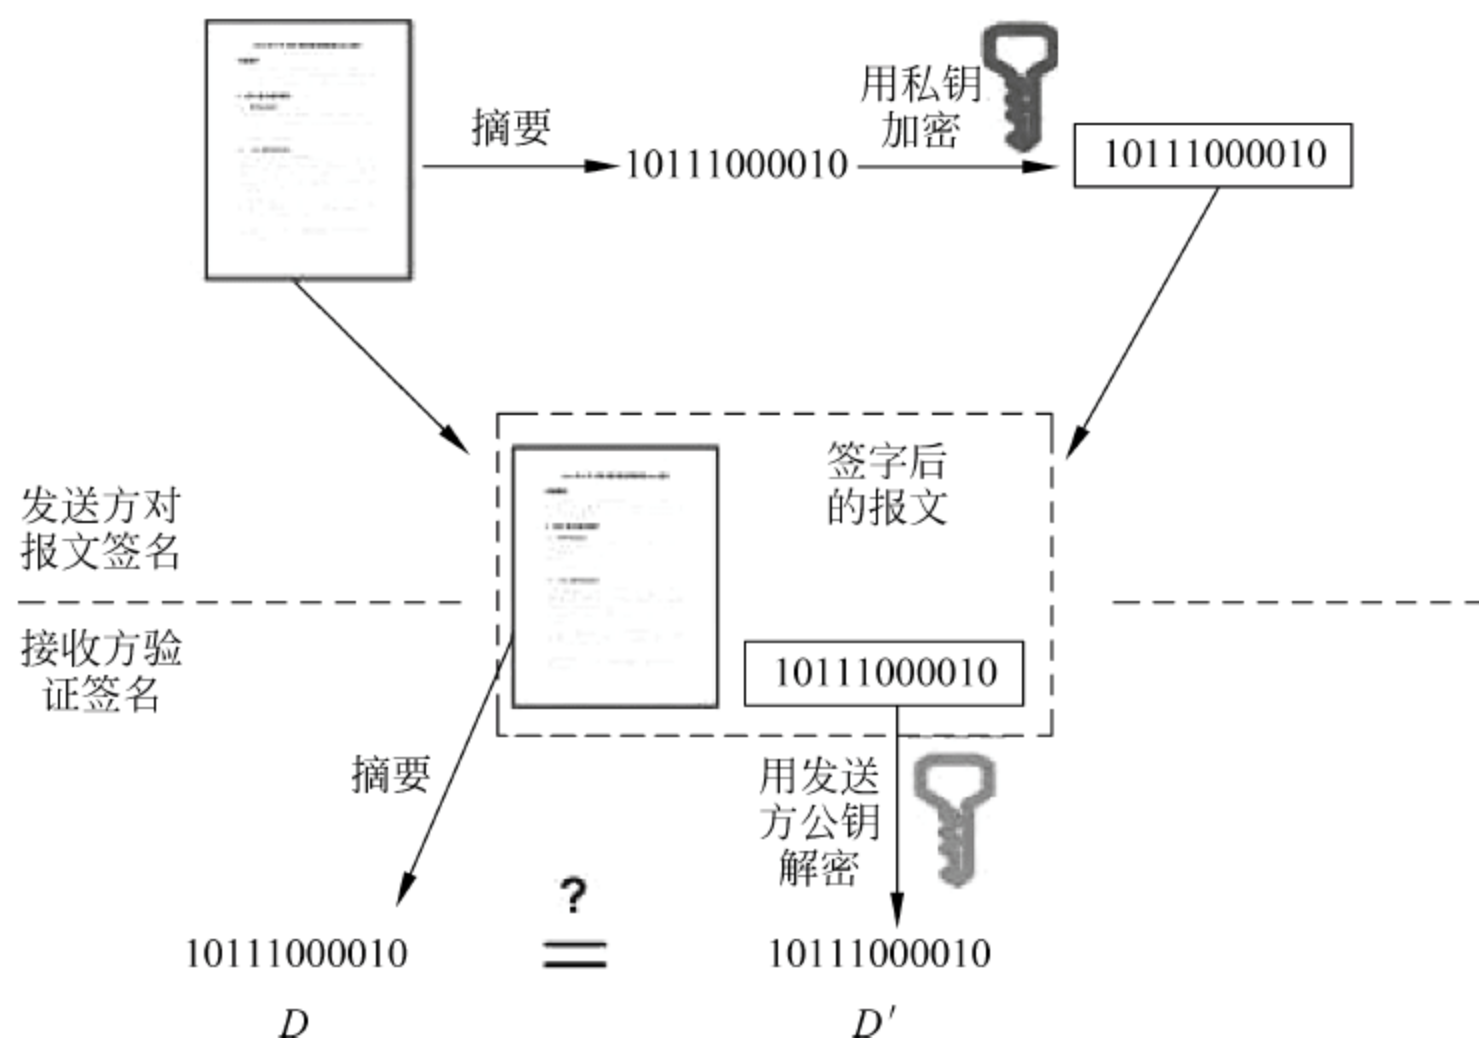 摘要
10111000010
用私钥
加密
10111000010
签字后
的报文
发送方对
报文签名
接收方验
证签名
10111000010
摘要
用发送
方公钥
解密
?
=
10111000010
10111000010
D
D′